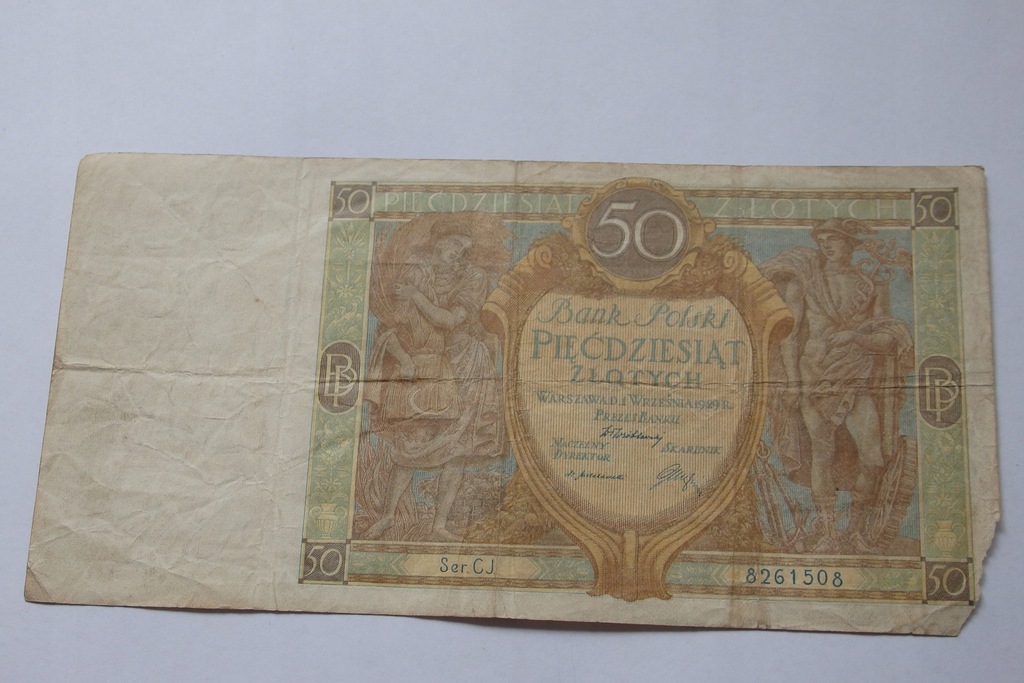 50 PIĘĆDZIESIĄT 50 ZŁOTYCH 50
Bank Polski
PIĘĆDZIESIĄT
ZŁOTYCH
WARSZAWA D. 1 WRZEŚNIA 1929 R.
PREZES BANKU
NACZELNY SKARBNIK
DYREKTOR
BP BP
50 Ser. CJ 8261508 50